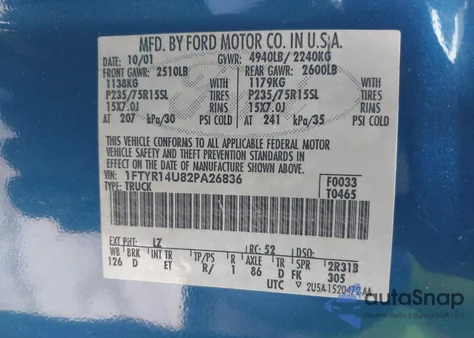 MFD. BY FORD MOTOR CO. IN U.S.A.
DATE: 10/01 GVWR: 4940LB/ 2240KG
FRONT GAWR: 2510LB REAR GAWR: 2600LB
1138KG WITH 1179KG WITH
P235/75R15SL TIRES P235/75R15SL TIRES
15X7.0J RIMS 15X7.0J RIMS
AT 207 kPa/30 PSI COLD AT 241 kPa/35 PSI COLD
THIS VEHICLE CONFORMS TO ALL APPLICABLE FEDERAL MOTOR
VEHICLE SAFETY AND THEFT PREVENTION STANDARDS IN
EFFECT ON THE DATE OF MANUFACTURE SHOWN ABOVE.
VIN: 1FTYR14U82PA26836 F0033
TYPE: TRUCK T0465
EXT PNT: LZ RC: 52 DSO:
WB BRK INT TR TP/PS R AXLE TR SPR 2R31B
126 D ET R/ 1 86 D FK 305
UTC 2U5A-1520472-AA
autoSnap